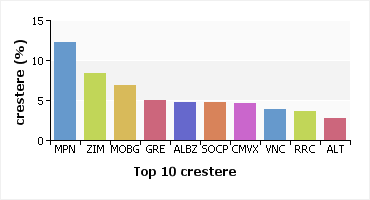 15
10
5
0
crestere (%)
MPN ZIM MOBG GRE ALBZ SOCP CMVX VNC RRC ALT
Top 10 crestere